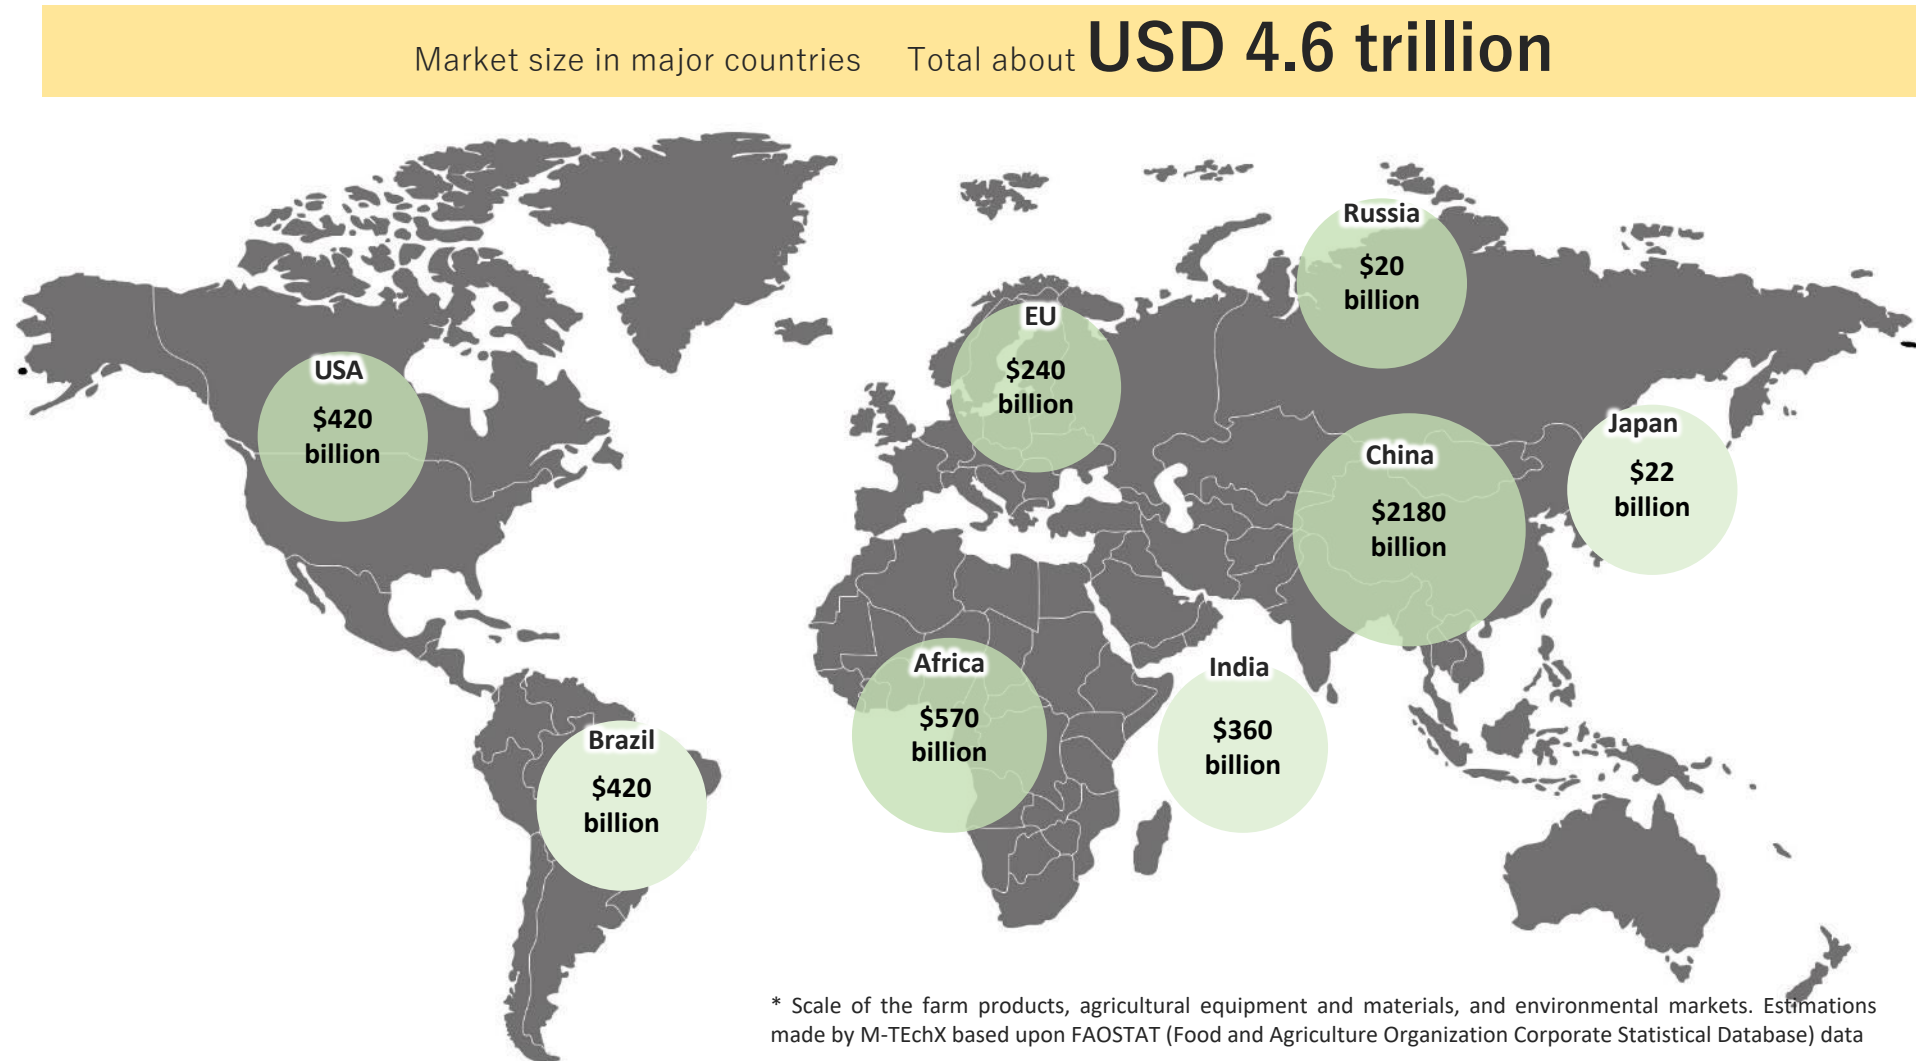 Market size in major countries Total about USD 4.6 trillion
Russia
$20
billion
EU
$240
billion
USA
$420
billion
Japan
$22
billion
China
$2180
billion
Africa
$570
billion
India
$360
billion
Brazil
$420
billion
* Scale of the farm products, agricultural equipment and materials, and environmental markets. Estimations
made by M-TEchX based upon FAOSTAT (Food and Agriculture Organization Corporate Statistical Database) data